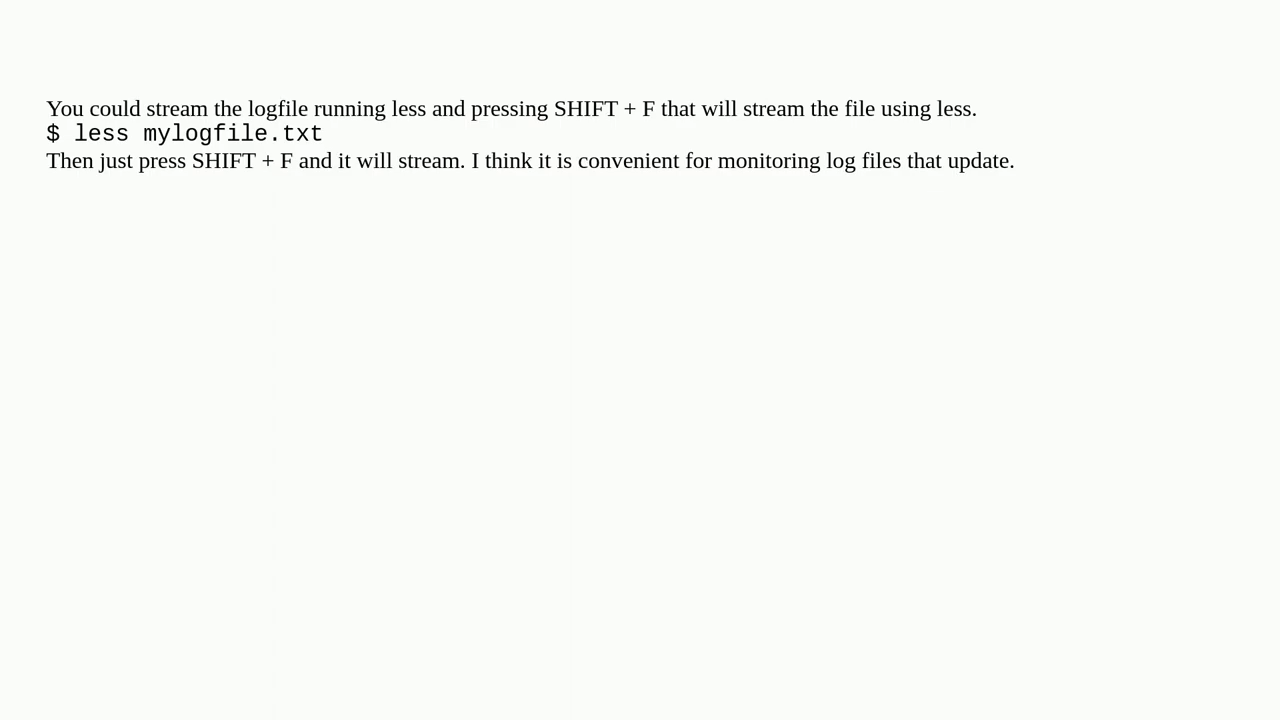 You could stream the logfile running less and pressing SHIFT + F that will stream the file using less.
$ less mylogfile.txt
Then just press SHIFT + F and it will stream. I think it is convenient for monitoring log files that update.